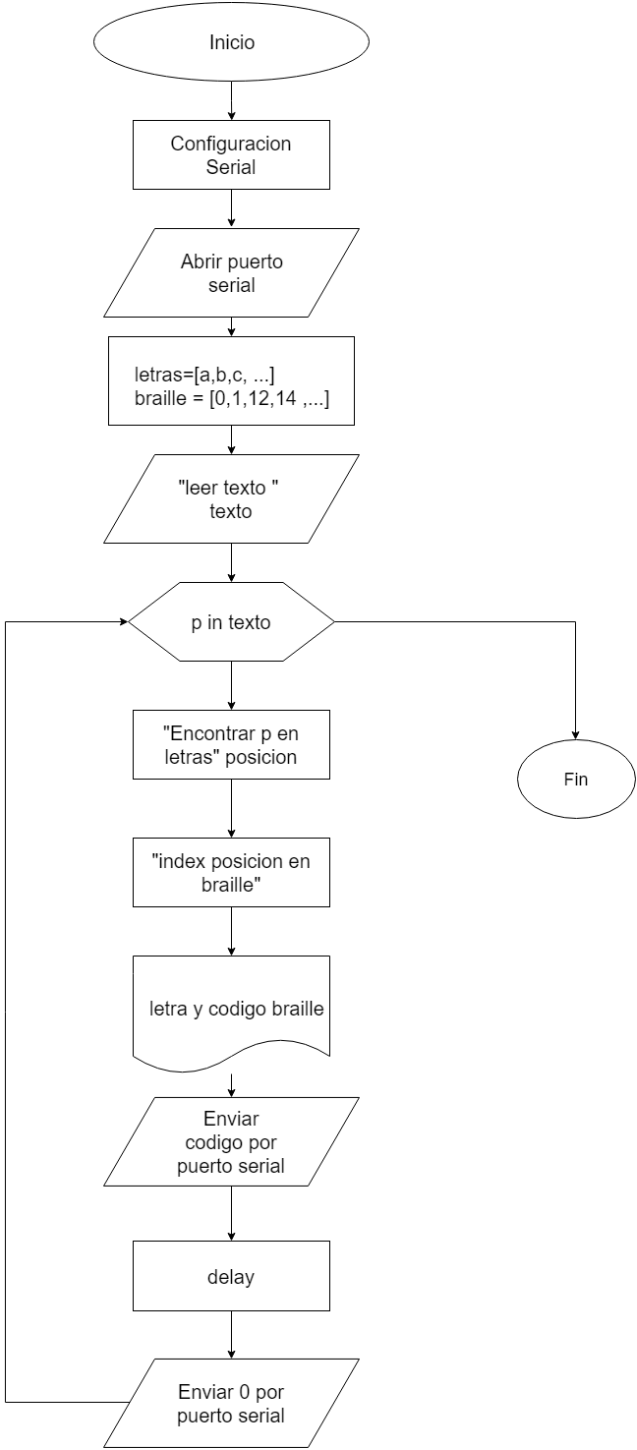 Inicio
Configuracion
Serial
Abrir puerto
serial
letras=[a,b,c, ...]
braille = [0,1,12,14 ,...]
"leer texto "
texto
p in texto
"Encontrar p en
letras" posicion
Fin
"index posicion en
braille"
letra y codigo braille
Enviar
codigo por
puerto serial
delay
Enviar 0 por
puerto serial